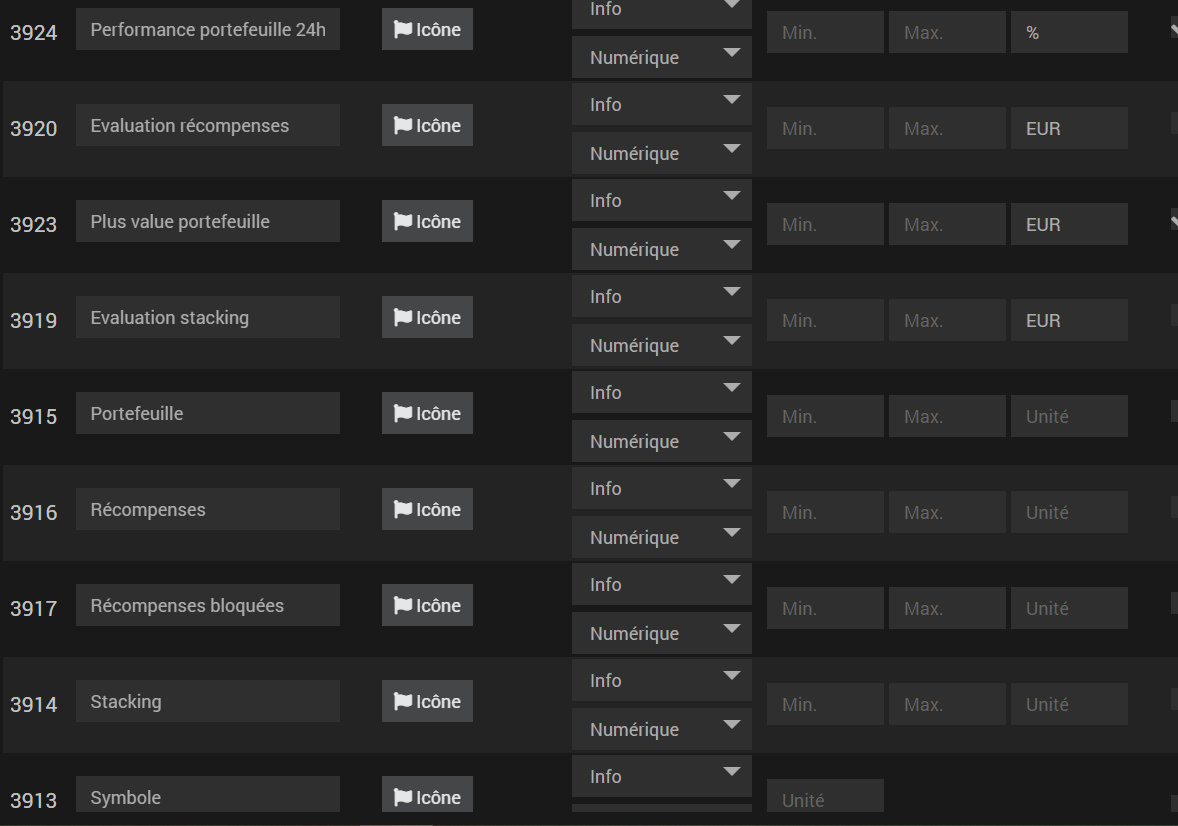 Info
3924 Performance portefeuille 24h Icône Min. Max. %
Numérique
Info
3920 Evaluation récompenses Icône Min. Max. EUR
Numérique
Info
3923 Plus value portefeuille Icône Min. Max. EUR
Numérique
Info
3919 Evaluation stacking Icône Min. Max. EUR
Numérique
Info
3915 Portefeuille Icône Min. Max. Unité
Numérique
Info
3916 Récompenses Icône Min. Max. Unité
Numérique
Info
3917 Récompenses bloquées Icône Min. Max. Unité
Numérique
Info
3914 Stacking Icône Min. Max. Unité
Numérique
Info
3913 Symbole Icône Unité